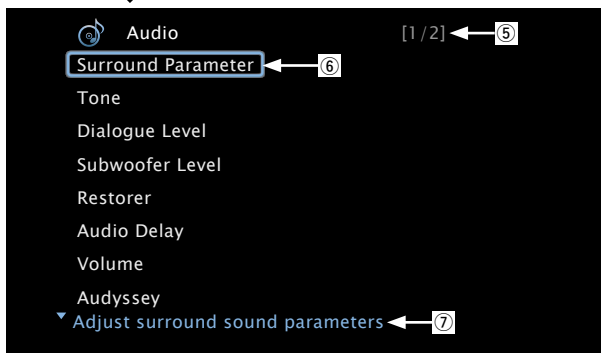 Audio [1/2] ⑤
Surround Parameter ⑥
Tone
Dialogue Level
Subwoofer Level
Restorer
Audio Delay
Volume
Audyssey
Adjust surround sound parameters ⑦